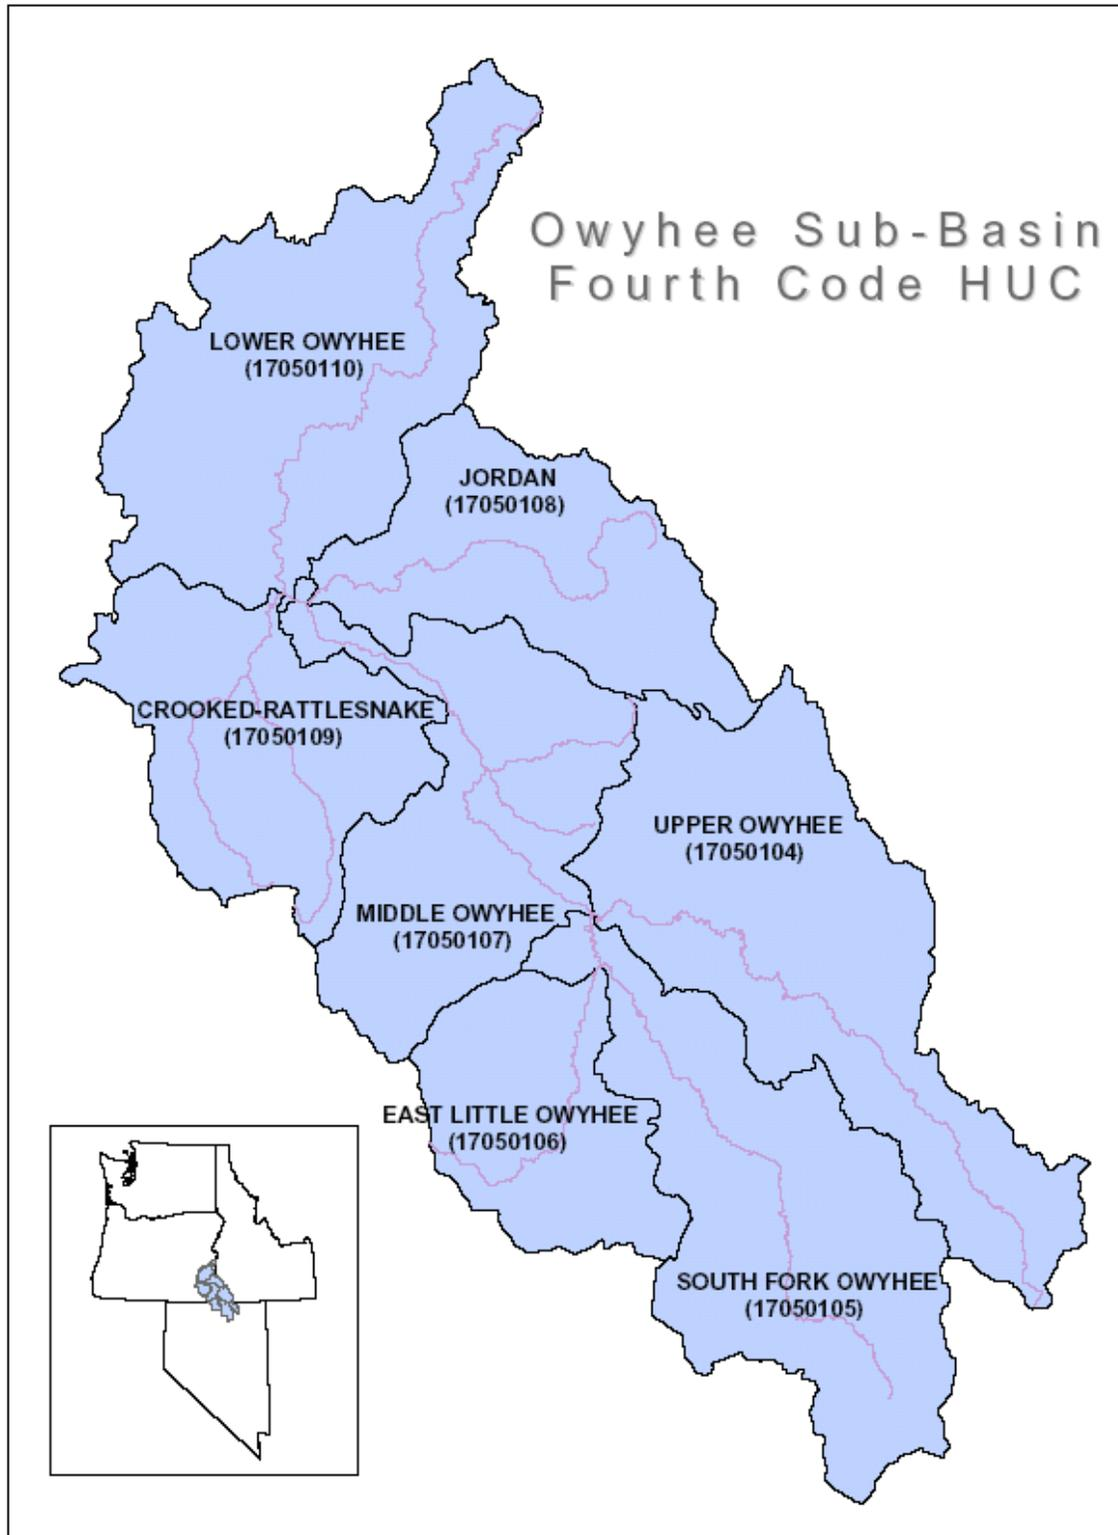 Owyhee Sub-Basin
Fourth Code HUC
LOWER OWYHEE
(17050110)
JORDAN
(17050108)
CROOKED-RATTLESNAKE
(17050109)
UPPER OWYHEE
(17050104)
MIDDLE OWYHEE
(17050107)
EAST LITTLE OWYHEE
(17050106)
SOUTH FORK OWYHEE
(17050105)